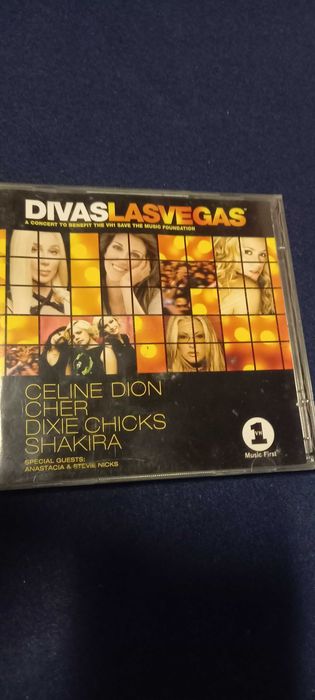 DIVASLASVEGAS
A CONCERT TO BENEFIT THE VH1 SAVE THE MUSIC FOUNDATION
CELINE DION
CHER
DIXIE CHICKS
SHAKIRA
SPECIAL GUESTS:
ANASTACIA & STEVIE NICKS
VH1
Music First